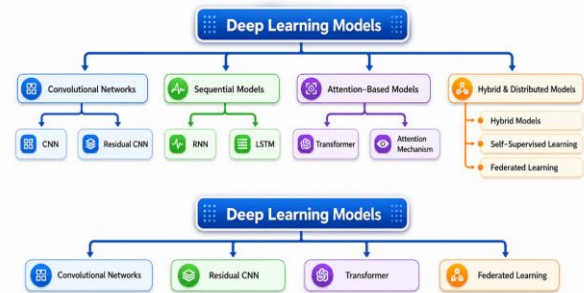 Deep Learning Models
Convolutional Networks
Sequential Models
Attention-Based Models
Hybrid & Distributed Models
CNN
Residual CNN
RNN
LSTM
Transformer
Attention
Mechanism
Hybrid Models
Self-Supervised Learning
Federated Learning
Deep Learning Models
Convolutional Networks
Residual CNN
Transformer
Federated Learning